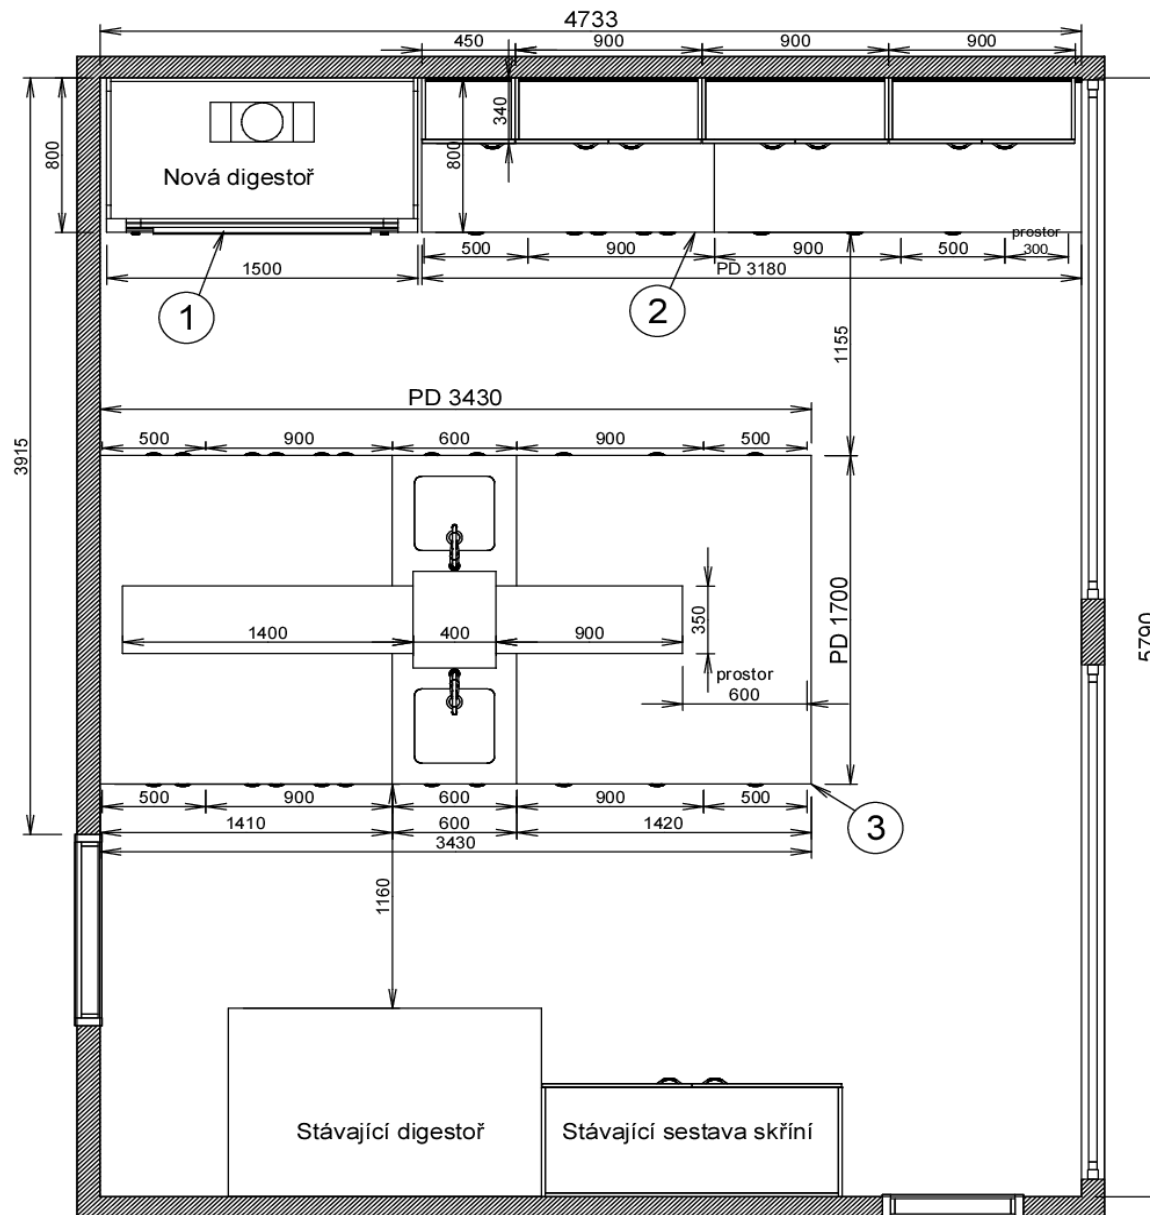 4733
450 900 900 900
800
340
800
Nová digestoř
prostor
500 900 900 500 300
1500
PD 3180
1
2
1155
PD 3430
500 900 600 900 500
3915
1400 400 900
350
PD 1700
5790
prostor
600
500 900 600 900 500
1410 600 1420
3430
3
1160
Stávající digestoř
Stávající sestava skříní